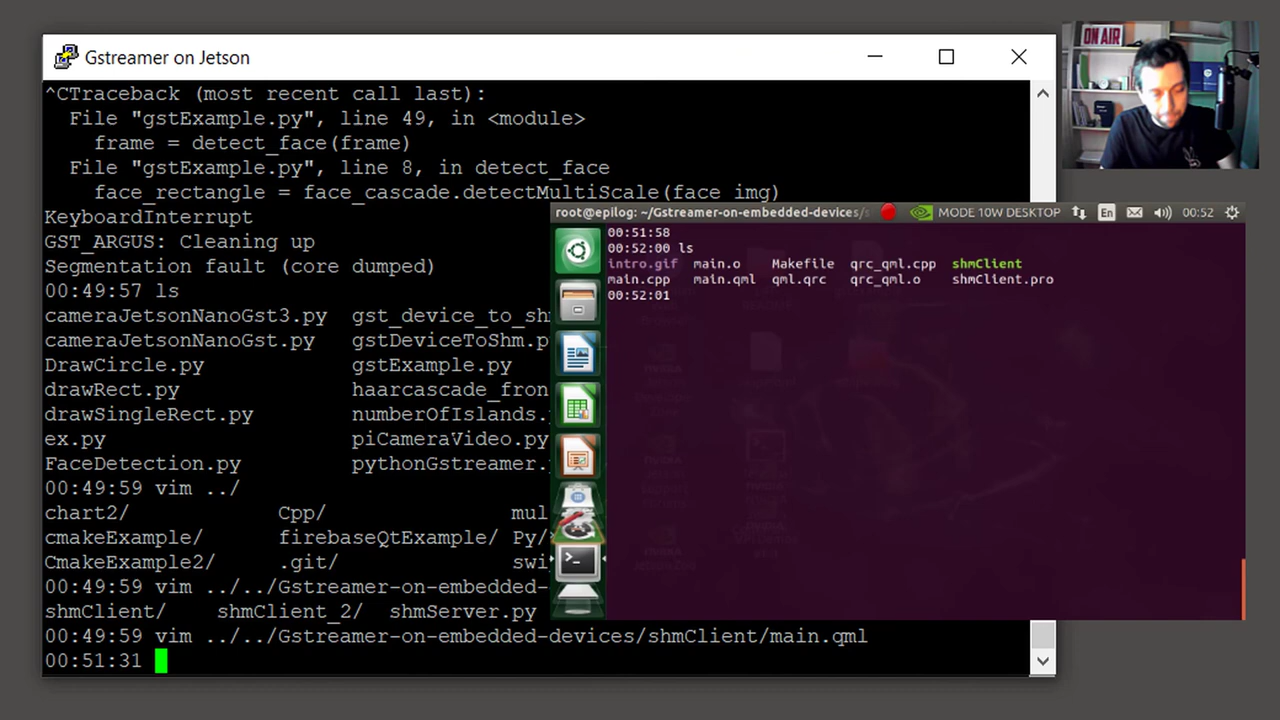 Gstreamer on Jetson
ON AIR
^CTraceback (most recent call last):
File "gstExample.py", line 49, in <module>
frame = detect_face(frame)
File "gstExample.py", line 8, in detect_face
face_rectangle = face_cascade.detectMultiScale(face_img)
KeyboardInterrupt
GST_ARGUS: Cleaning up
Segmentation fault (core dumped)
00:49:57 ls
cameraJetsonNanoGst3.py gst_device_to_sh
cameraJetsonNanoGst.py gstDeviceToShm.p
DrawCircle.py gstExample.py
drawRect.py haarcascade_fron
drawSingleRect.py numberOfIslands.
ex.py piCameraVideo.py
FaceDetection.py pythonGstreamer.
00:49:59 vim ../
chart2/ Cpp/ mul
cmakeExample/ firebaseQtExample/ Py/
CmakeExample2/ .git/ swi
00:49:59 vim ../../Gstreamer-on-embedded-
shmClient/ shmClient_2/ shmServer.py
00:49:59 vim ../../Gstreamer-on-embedded-devices/shmClient/main.qml
00:51:31
root@epilog: ~/Gstreamer-on-embedded-devices/s MODE 10W DESKTOP En 00:52
00:51:58
00:52:00 ls
intro.gif main.o Makefile qrc_qml.cpp shmClient
main.cpp main.qml qml.qrc qrc_qml.o shmClient.pro
00:52:01